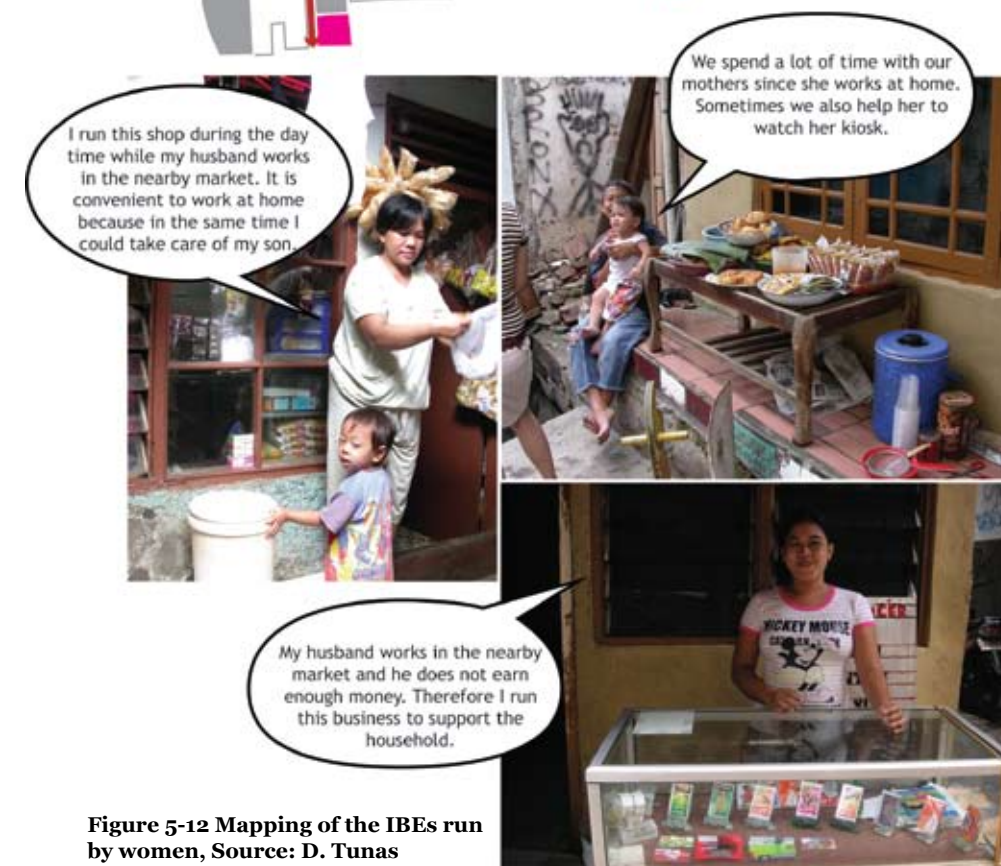 We spend a lot of time with our
mothers since she works at home.
Sometimes we also help her to
watch her kiosk.
I run this shop during the day
time while my husband works
in the nearby market. It is
convenient to work at home
because in the same time I
could take care of my son.
My husband works in the nearby
market and he does not earn
enough money. Therefore I run
this business to support the
household.
MICKEY MOUSE
Figure 5-12 Mapping of the IBEs run
by women, Source: D. Tunas